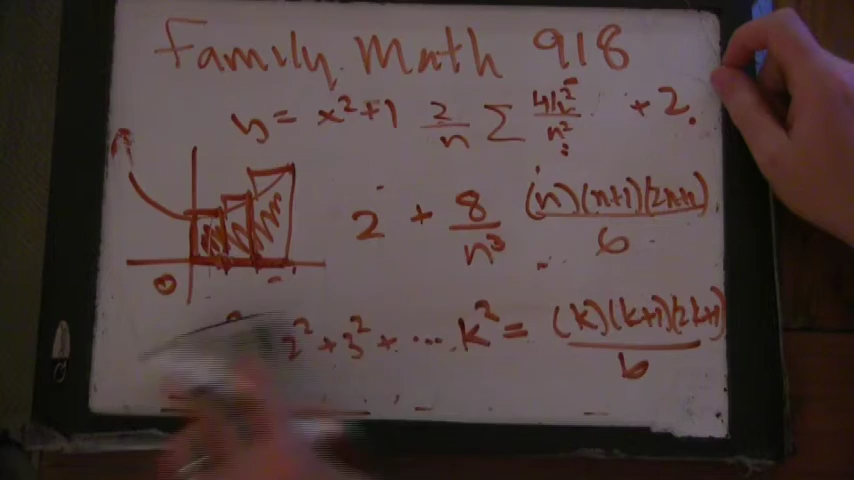 Family Math 918
y = x²+1 2/n Σ 4k²/n² + 2.
2 + 8/n³ (n)(n+1)(2n+1)/6
0
2² + 3² + ... k² = (k)(k+1)(2k+1)/6